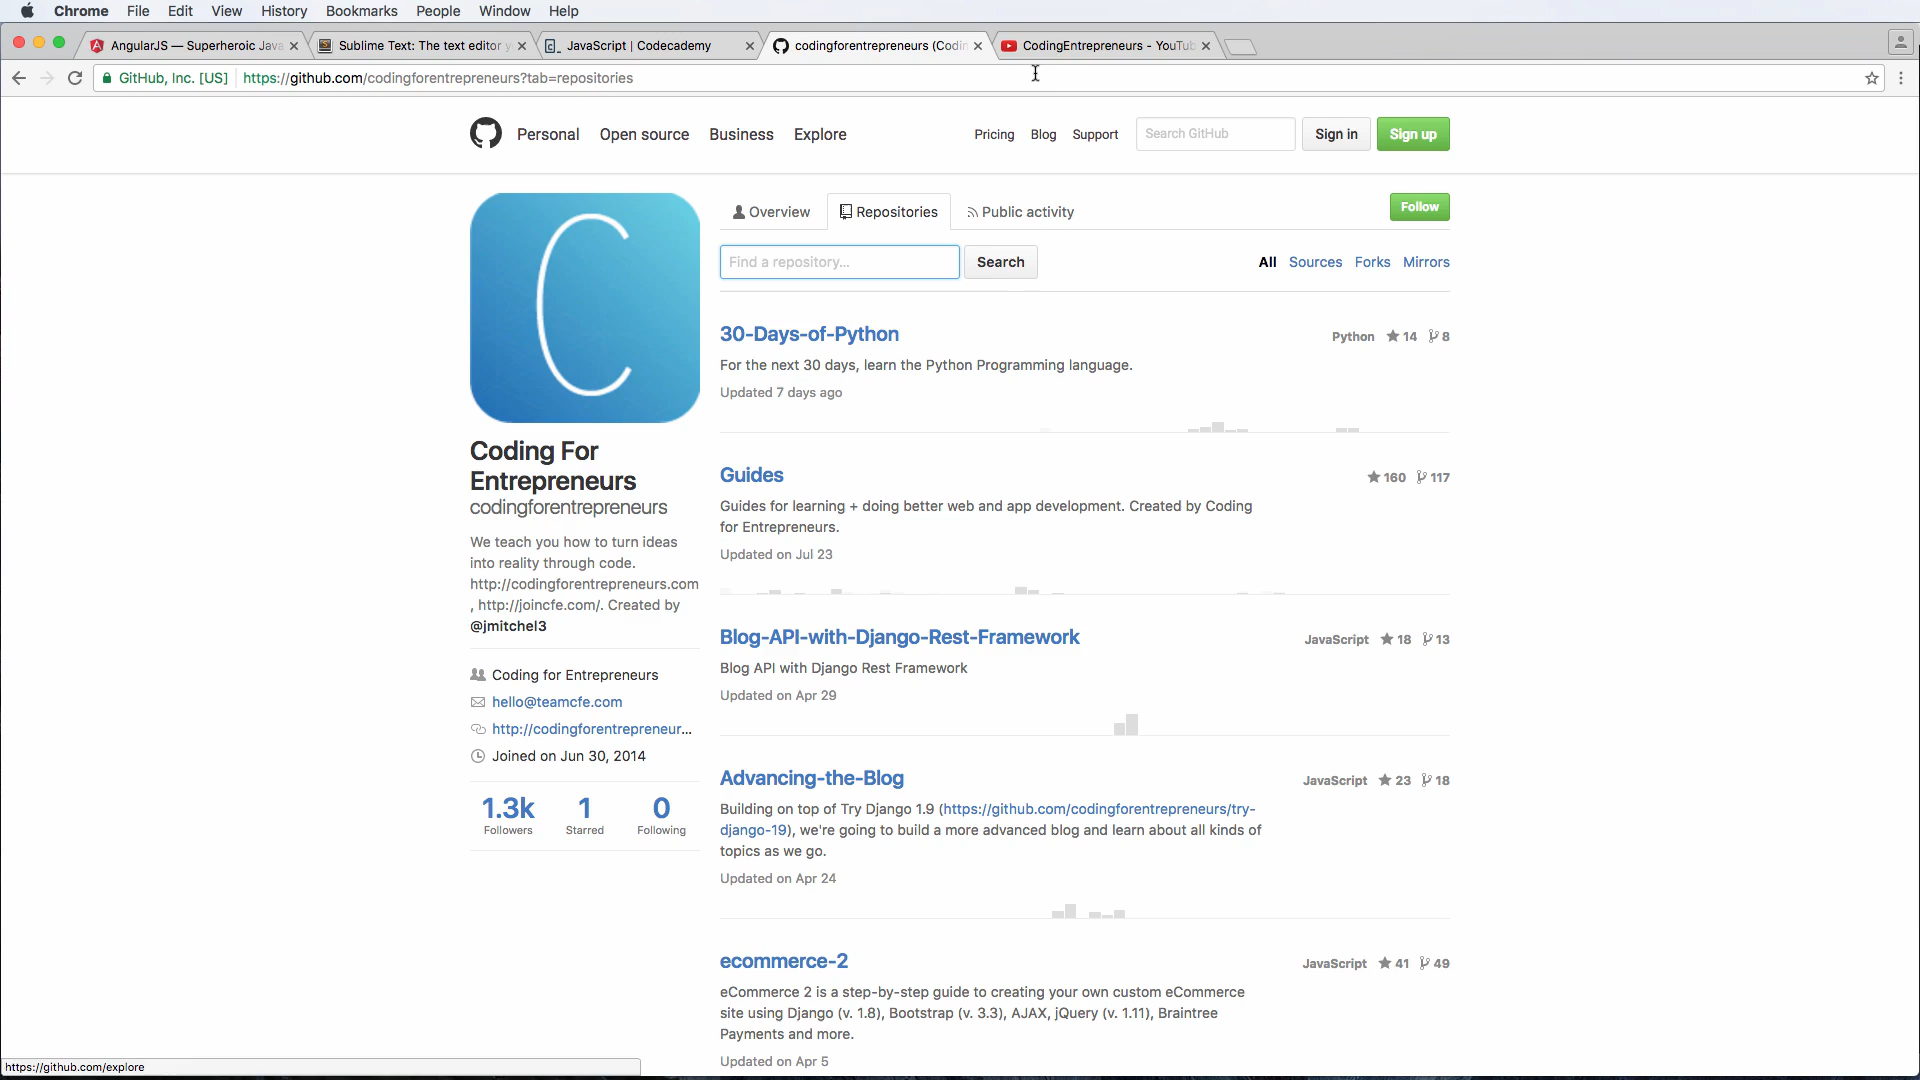 Chrome File Edit View History Bookmarks People Window Help
AngularJS — Superheroic Java
Sublime Text: The text editor y
JavaScript | Codecademy
codingforentrepreneurs (Codin
CodingEntrepreneurs - YouTub
GitHub, Inc. [US] https://github.com/codingforentrepreneurs?tab=repositories
Personal Open source Business Explore Pricing Blog Support Search GitHub Sign in Sign up
Overview Repositories Public activity Follow
Find a repository... Search All Sources Forks Mirrors
C
Coding For
Entrepreneurs
codingforentrepreneurs
We teach you how to turn ideas
into reality through code.
http://codingforentrepreneurs.com
, http://joincfe.com/. Created by
@jmitchel3
Coding for Entrepreneurs
hello@teamcfe.com
http://codingforentrepreneur...
Joined on Jun 30, 2014
1.3k 1 0
Followers Starred Following
30-Days-of-Python Python 14 8
For the next 30 days, learn the Python Programming language.
Updated 7 days ago
Guides 160 117
Guides for learning + doing better web and app development. Created by Coding
for Entrepreneurs.
Updated on Jul 23
Blog-API-with-Django-Rest-Framework JavaScript 18 13
Blog API with Django Rest Framework
Updated on Apr 29
Advancing-the-Blog JavaScript 23 18
Building on top of Try Django 1.9 (https://github.com/codingforentrepreneurs/try-
django-19), we're going to build a more advanced blog and learn about all kinds of
topics as we go.
Updated on Apr 24
ecommerce-2 JavaScript 41 49
eCommerce 2 is a step-by-step guide to creating your own custom eCommerce
site using Django (v. 1.8), Bootstrap (v. 3.3), AJAX, jQuery (v. 1.11), Braintree
Payments and more.
Updated on Apr 5
https://github.com/explore